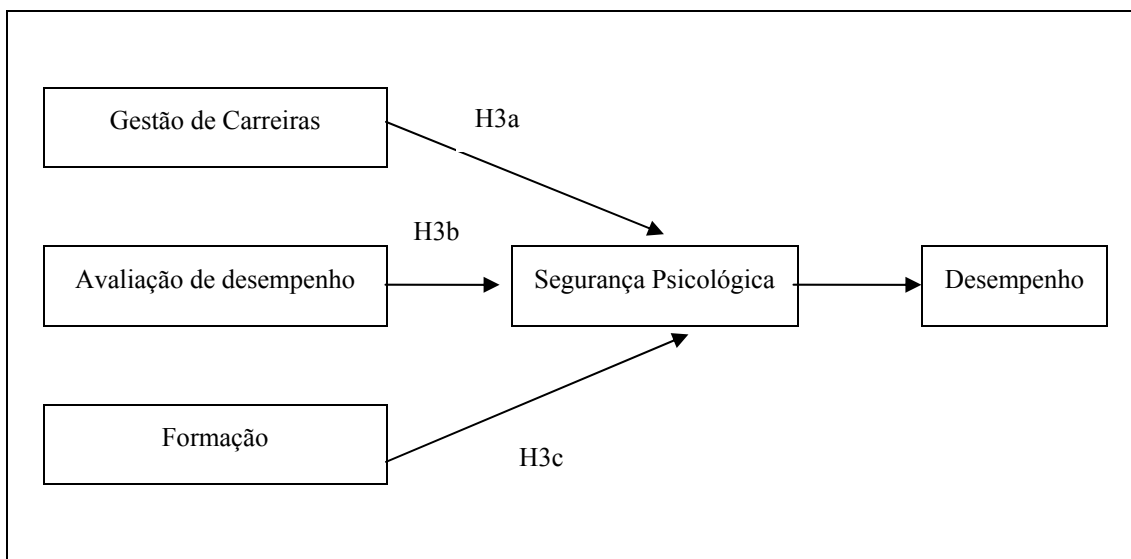 Gestão de Carreiras
H3a
H3b
Avaliação de desempenho
Segurança Psicológica
Desempenho
Formação
H3c